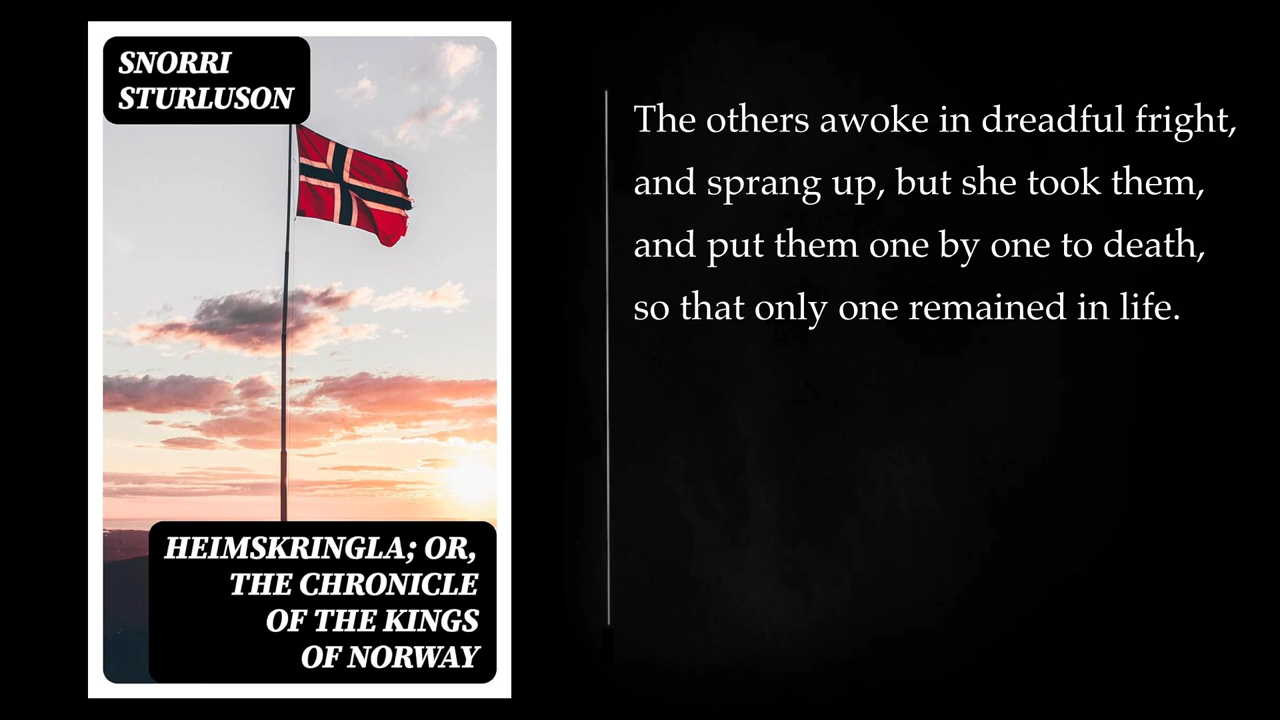 SNORRI
STURLUSON
HEIMSKRINGLA; OR,
THE CHRONICLE
OF THE KINGS
OF NORWAY
The others awoke in dreadful fright,
and sprang up, but she took them,
and put them one by one to death,
so that only one remained in life.